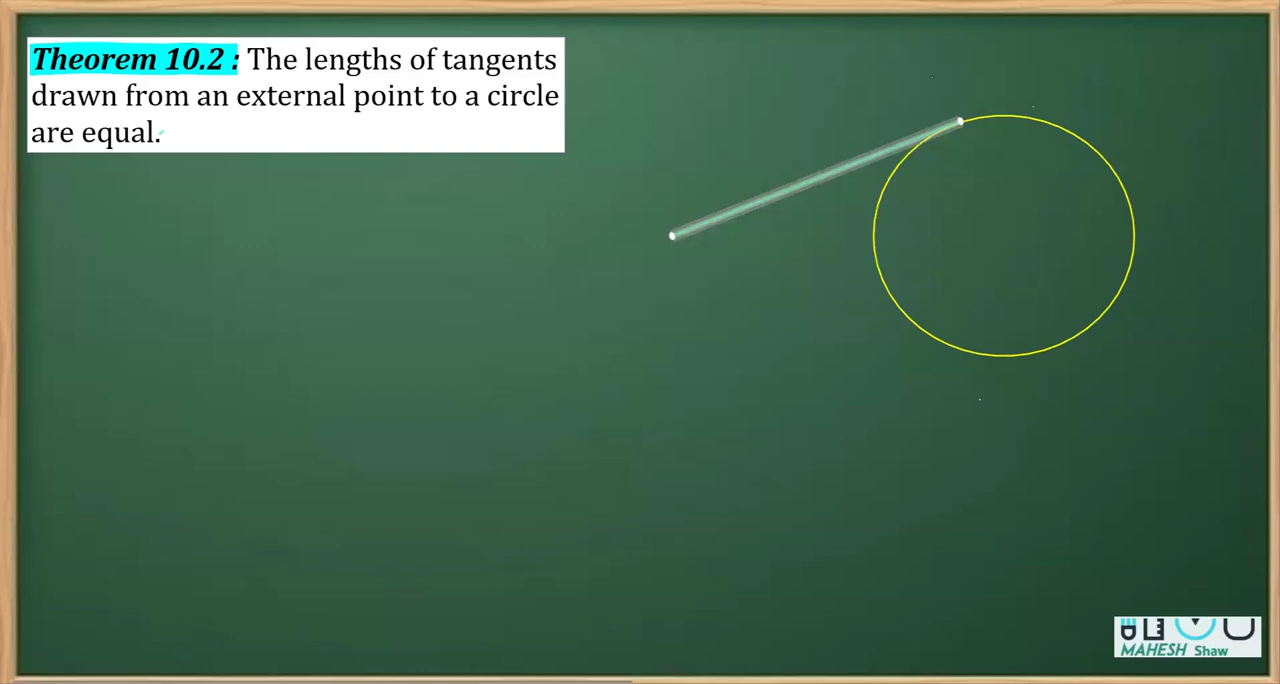 Theorem 10.2 : The lengths of tangents
drawn from an external point to a circle
are equal.
MAHESH Shaw